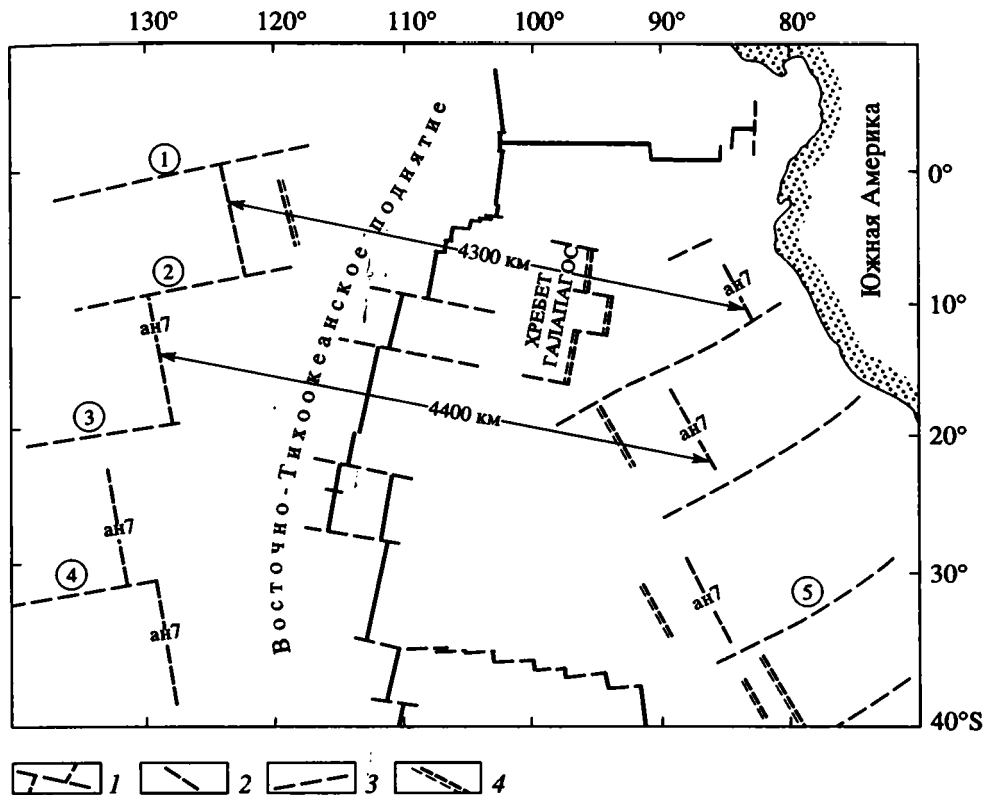 130° 120° 110° 100° 90° 80°
Южная Америка
Восточно-Тихоокеанское поднятие
1
0°
4300 км
2
ХРЕБЕТ
ГАЛАПАГОС
ан7
10°
ан7
4400 км
3
20°
ан7
ан7
4
30°
ан7
5
ан7
40°S
1 2 3 4